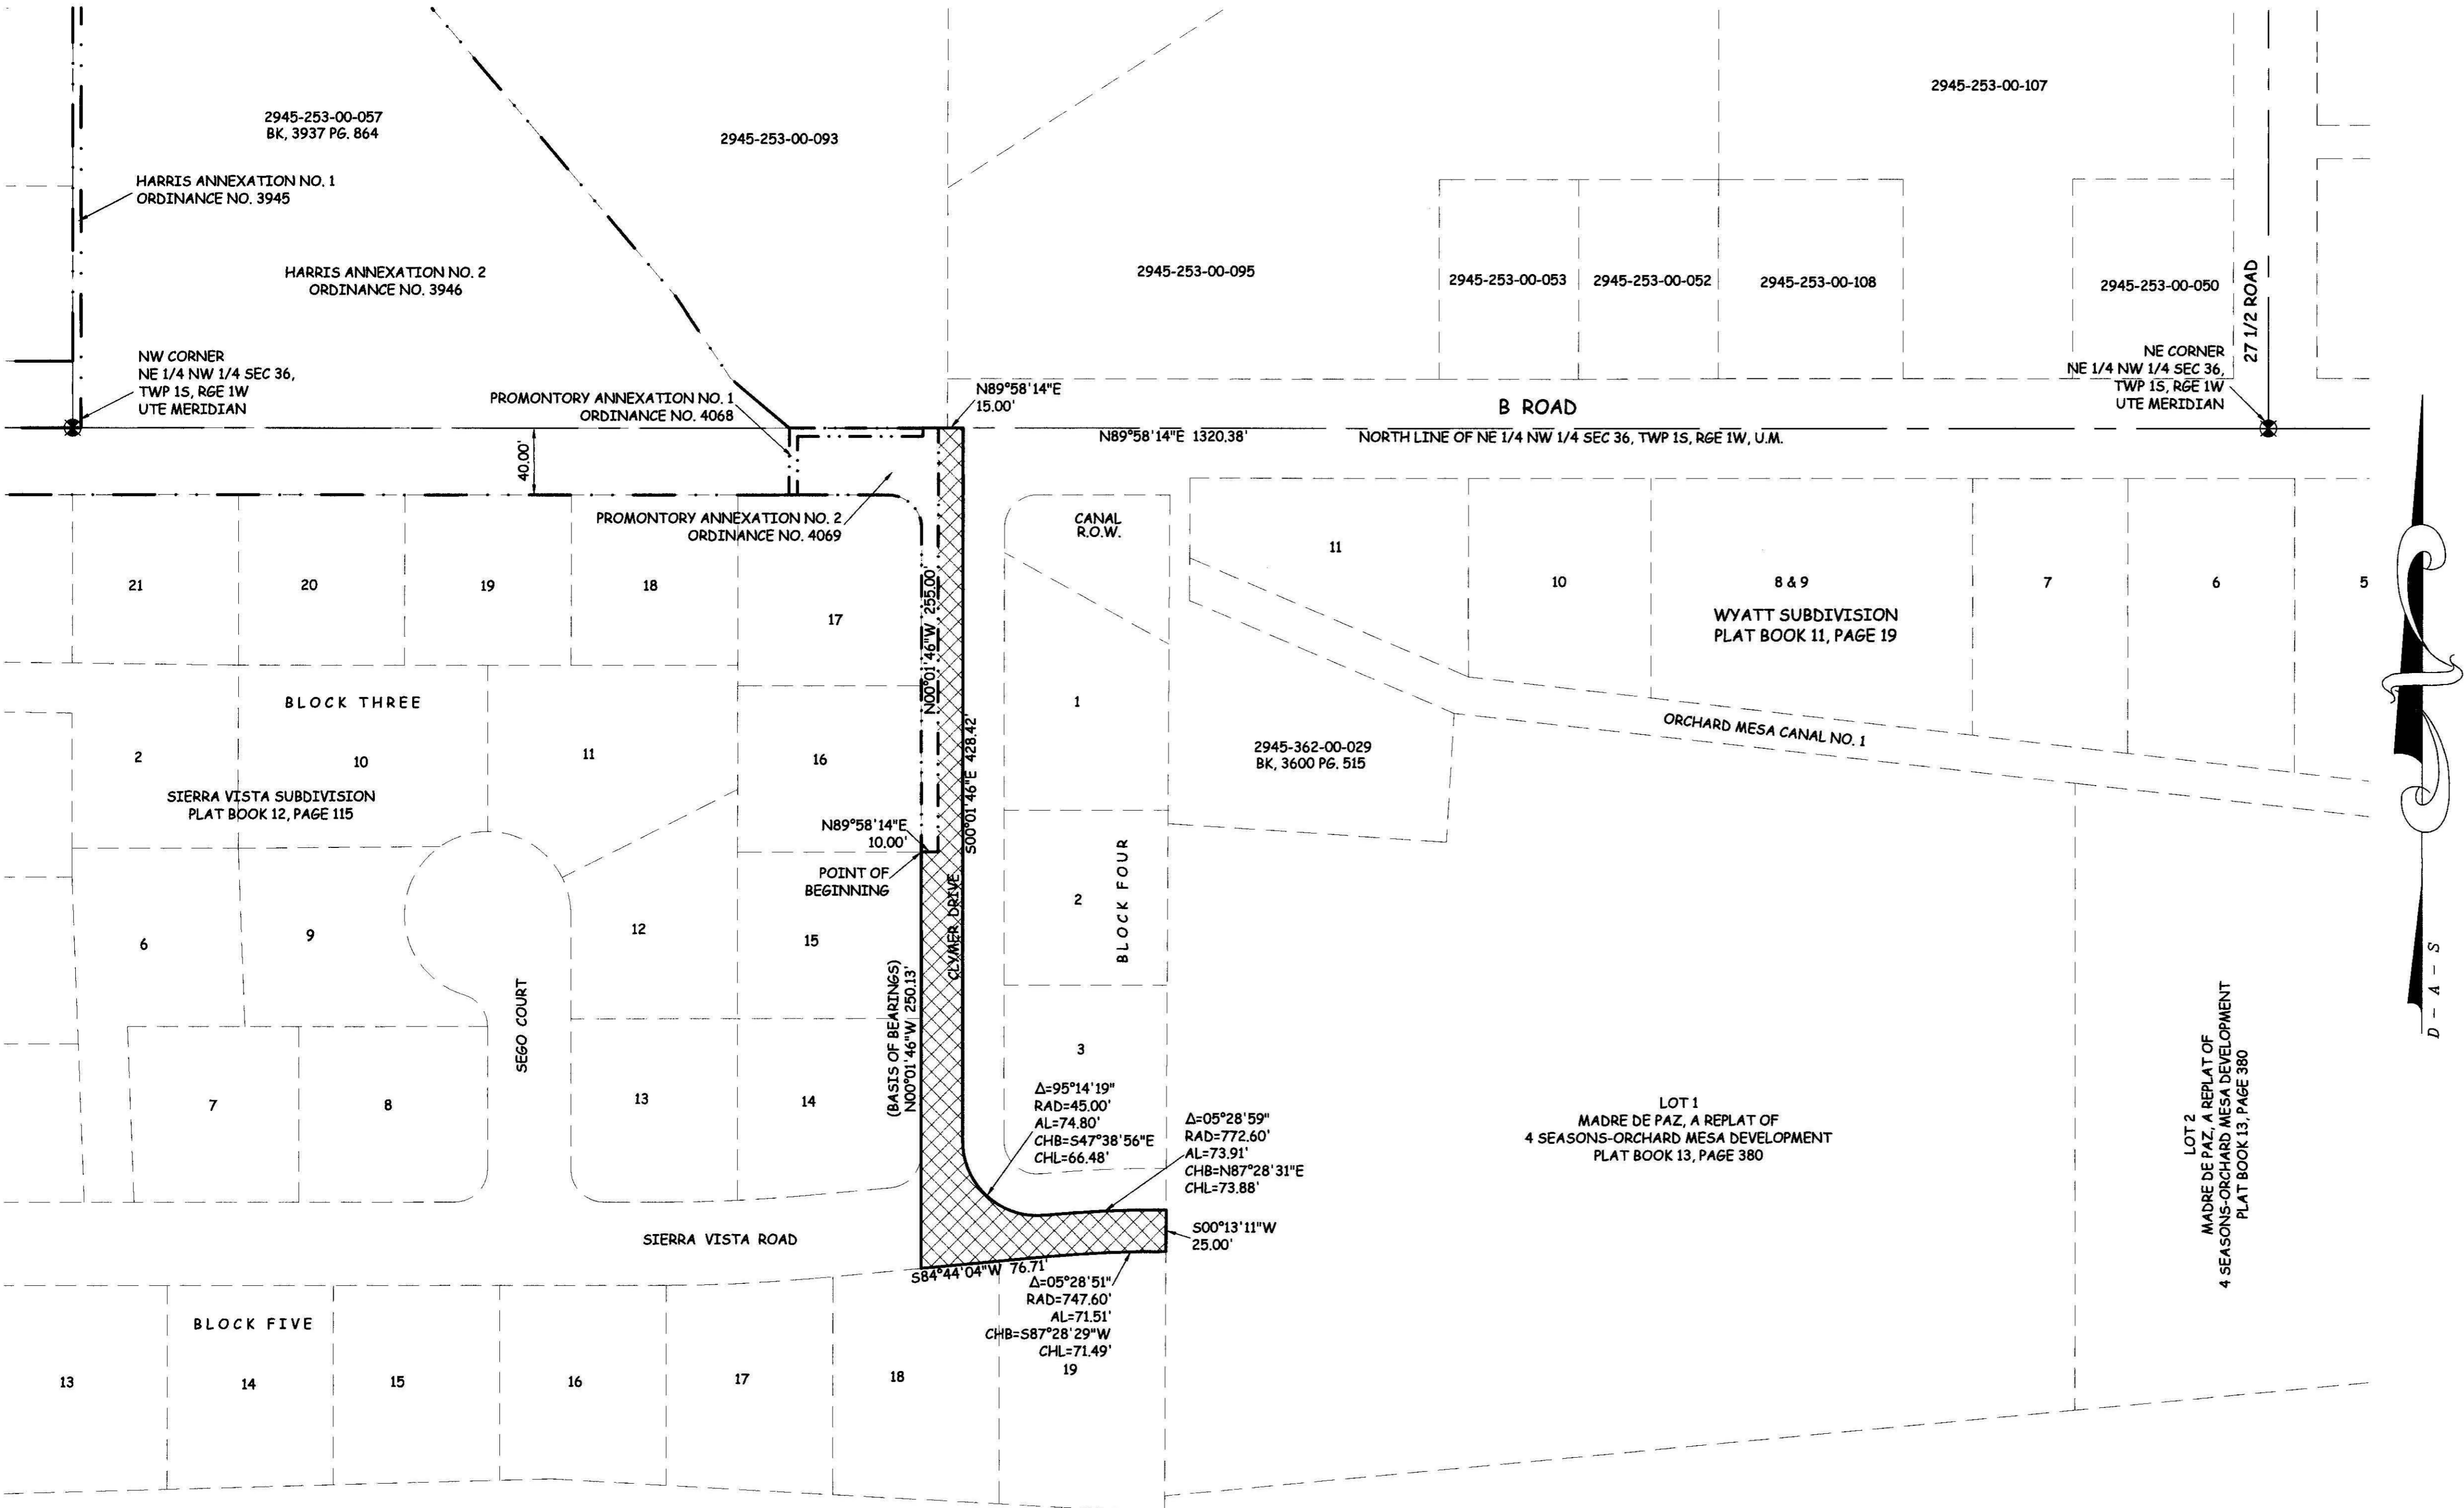 2945-253-00-107
2945-253-00-057
BK, 3937 PG. 864
2945-253-00-093
HARRIS ANNEXATION NO. 1
ORDINANCE NO. 3945
HARRIS ANNEXATION NO. 2
ORDINANCE NO. 3946
2945-253-00-095
2945-253-00-053
2945-253-00-052
2945-253-00-108
2945-253-00-050
27 1/2 ROAD
NW CORNER
NE 1/4 NW 1/4 SEC 36,
TWP 1S, RGE 1W
UTE MERIDIAN
NE CORNER
NE 1/4 NW 1/4 SEC 36,
TWP 1S, RGE 1W
UTE MERIDIAN
PROMONTORY ANNEXATION NO. 1
ORDINANCE NO. 4068
N89°58'14"E
15.00'
B ROAD
N89°58'14"E 1320.38'
NORTH LINE OF NE 1/4 NW 1/4 SEC 36, TWP 1S, RGE 1W, U.M.
40.00'
PROMONTORY ANNEXATION NO. 2
ORDINANCE NO. 4069
CANAL
R.O.W.
21
20
19
18
17
11
10
8 & 9
7
6
5
WYATT SUBDIVISION
PLAT BOOK 11, PAGE 19
N00°01'46"W 255.00'
BLOCK THREE
S00°01'46"E 428.42'
1
ORCHARD MESA CANAL NO. 1
2945-362-00-029
BK, 3600 PG. 515
2
10
11
16
SIERRA VISTA SUBDIVISION
PLAT BOOK 12, PAGE 115
N89°58'14"E
10.00'
POINT OF
BEGINNING
CLYMER DRIVE
2
BLOCK FOUR
6
9
12
15
SEGO COURT
(BASIS OF BEARINGS)
N00°01'46"W 250.13'
3
7
8
13
14
Δ=95°14'19"
RAD=45.00'
AL=74.80'
CHB=S47°38'56"E
CHL=66.48'
Δ=05°28'59"
RAD=772.60'
AL=73.91'
CHB=N87°28'31"E
CHL=73.88'
LOT 1
MADRE DE PAZ, A REPLAT OF
4 SEASONS-ORCHARD MESA DEVELOPMENT
PLAT BOOK 13, PAGE 380
LOT 2
MADRE DE PAZ, A REPLAT OF
4 SEASONS-ORCHARD MESA DEVELOPMENT
PLAT BOOK 13, PAGE 380
D - A - S
SIERRA VISTA ROAD
S00°13'11"W
25.00'
S84°44'04"W 76.71'
Δ=05°28'51"
RAD=747.60'
AL=71.51'
CHB=S87°28'29"W
CHL=71.49'
BLOCK FIVE
13
14
15
16
17
18
19